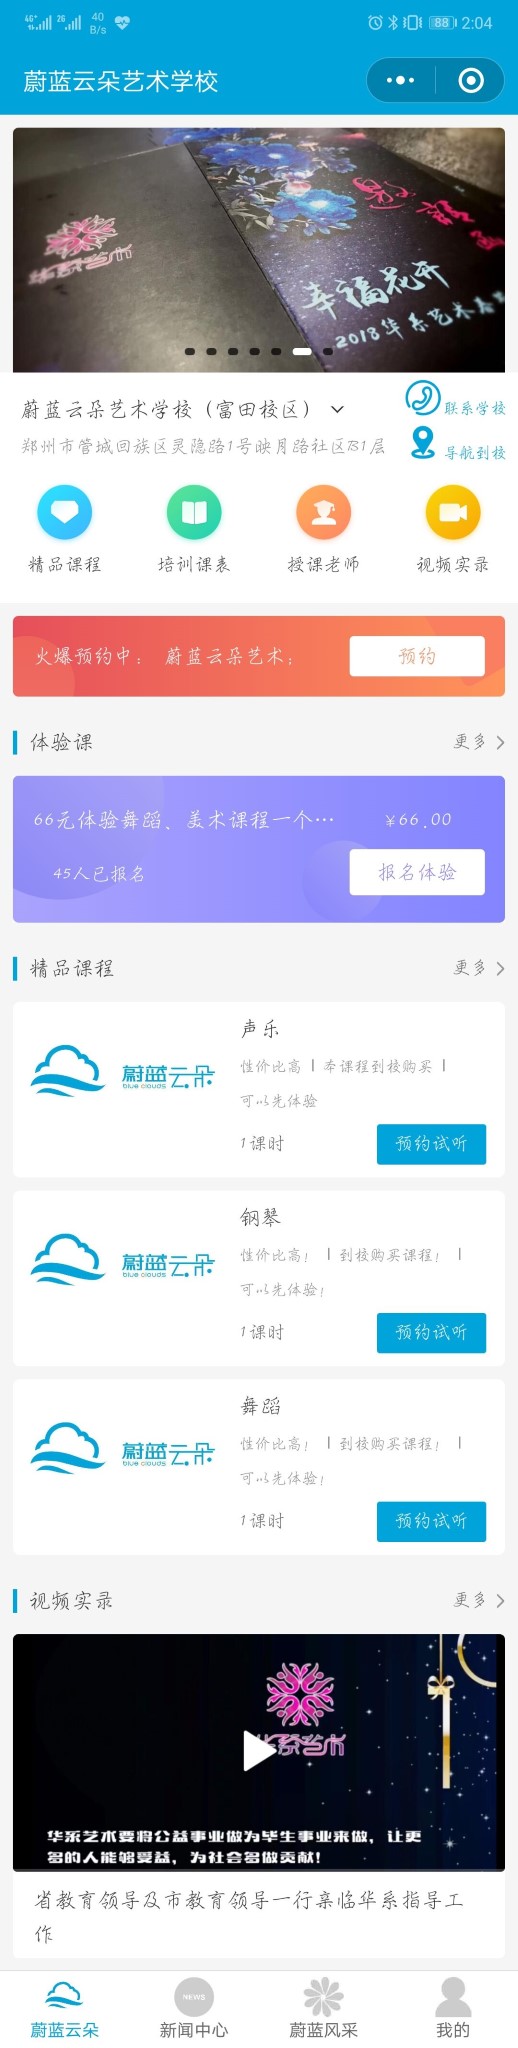 4G+ 2G 40 B/s 88 2:04
蔚蓝云朵艺术学校
华系艺术
幸福花开
2018华系艺术春
蔚蓝云朵艺术学校（富田校区）
联系学校
郑州市管城回族区灵隐路1号映月路社区B1层
导航到校
精品课程 培训课表 授课老师 视频实录
火爆预约中： 蔚蓝云朵艺术；
预约
体验课
更多
66元体验舞蹈、美术课程一个…
¥66.00
45人已报名
报名体验
精品课程
更多
蔚蓝云朵
blue clouds
声乐
性价比高 | 本课程到校购买 |
可以先体验
1课时
预约试听
蔚蓝云朵
blue clouds
钢琴
性价比高！ | 到校购买课程！ |
可以先体验！
1课时
预约试听
蔚蓝云朵
blue clouds
舞蹈
性价比高！ | 到校购买课程！ |
可以先体验！
1课时
预约试听
视频实录
更多
华系艺术
华系艺术要将公益事业做为毕生事业来做，让更
多的人能够受益，为社会多做贡献！
省教育领导及市教育领导一行亲临华系指导工
作
NEWS
蔚蓝云朵 新闻中心 蔚蓝风采 我的